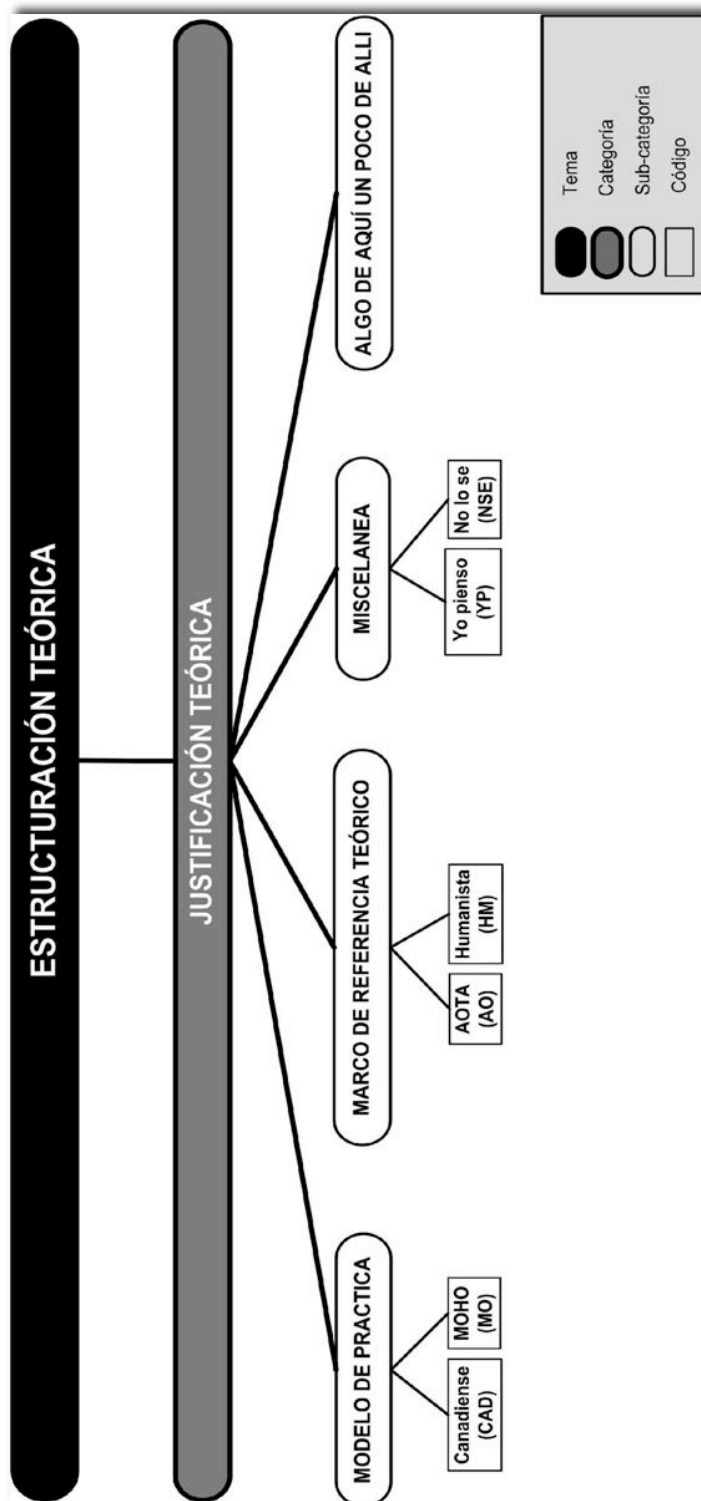 ESTRUCTURACIÓN TEÓRICA
JUSTIFICACIÓN TEÓRICA
MODELO DE PRACTICA
MARCO DE REFERENCIA TEÓRICO
MISCELANEA
ALGO DE AQUÍ UN POCO DE ALLI
Canadiense
(CAD)
MOHO
(MO)
AOTA
(AO)
Humanista
(HM)
Yo pienso
(YP)
No lo se
(NSE)
Tema
Categoría
Sub-categoría
Código